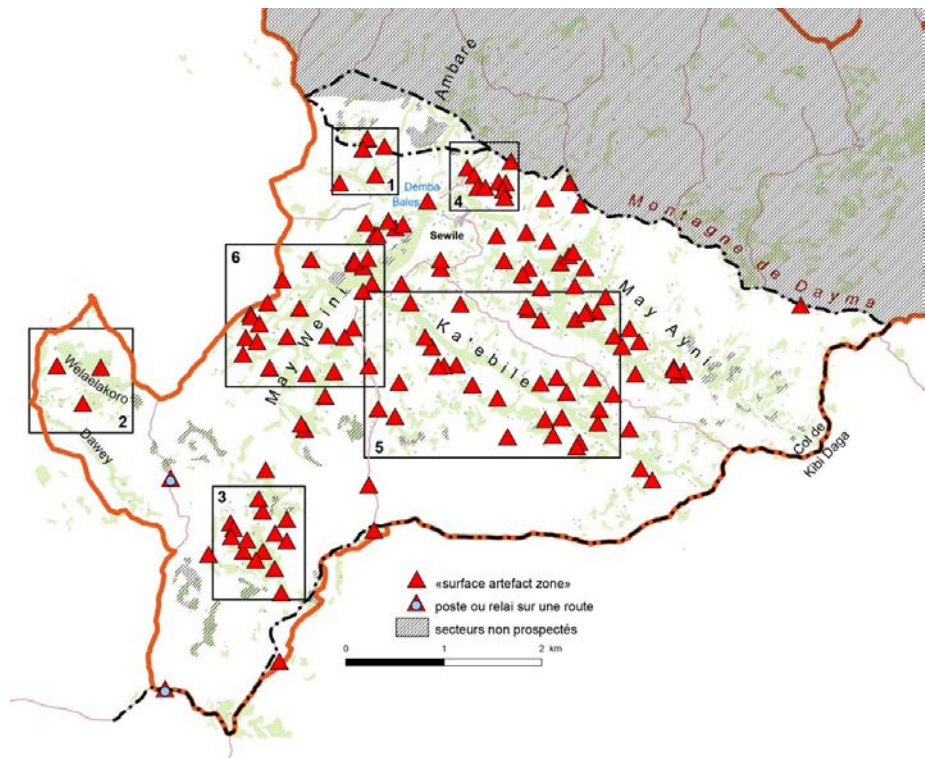 Ambare
1
4
Demba
Bales
Sewile
Montagne de Dayma
6
May Weini
May Ayni
Ka'ebile
2
Welaelakoro
Dawey
5
Col de
Kibi Daga
3
«surface artefact zone»
poste ou relai sur une route
secteurs non prospectés
0 1 2 km